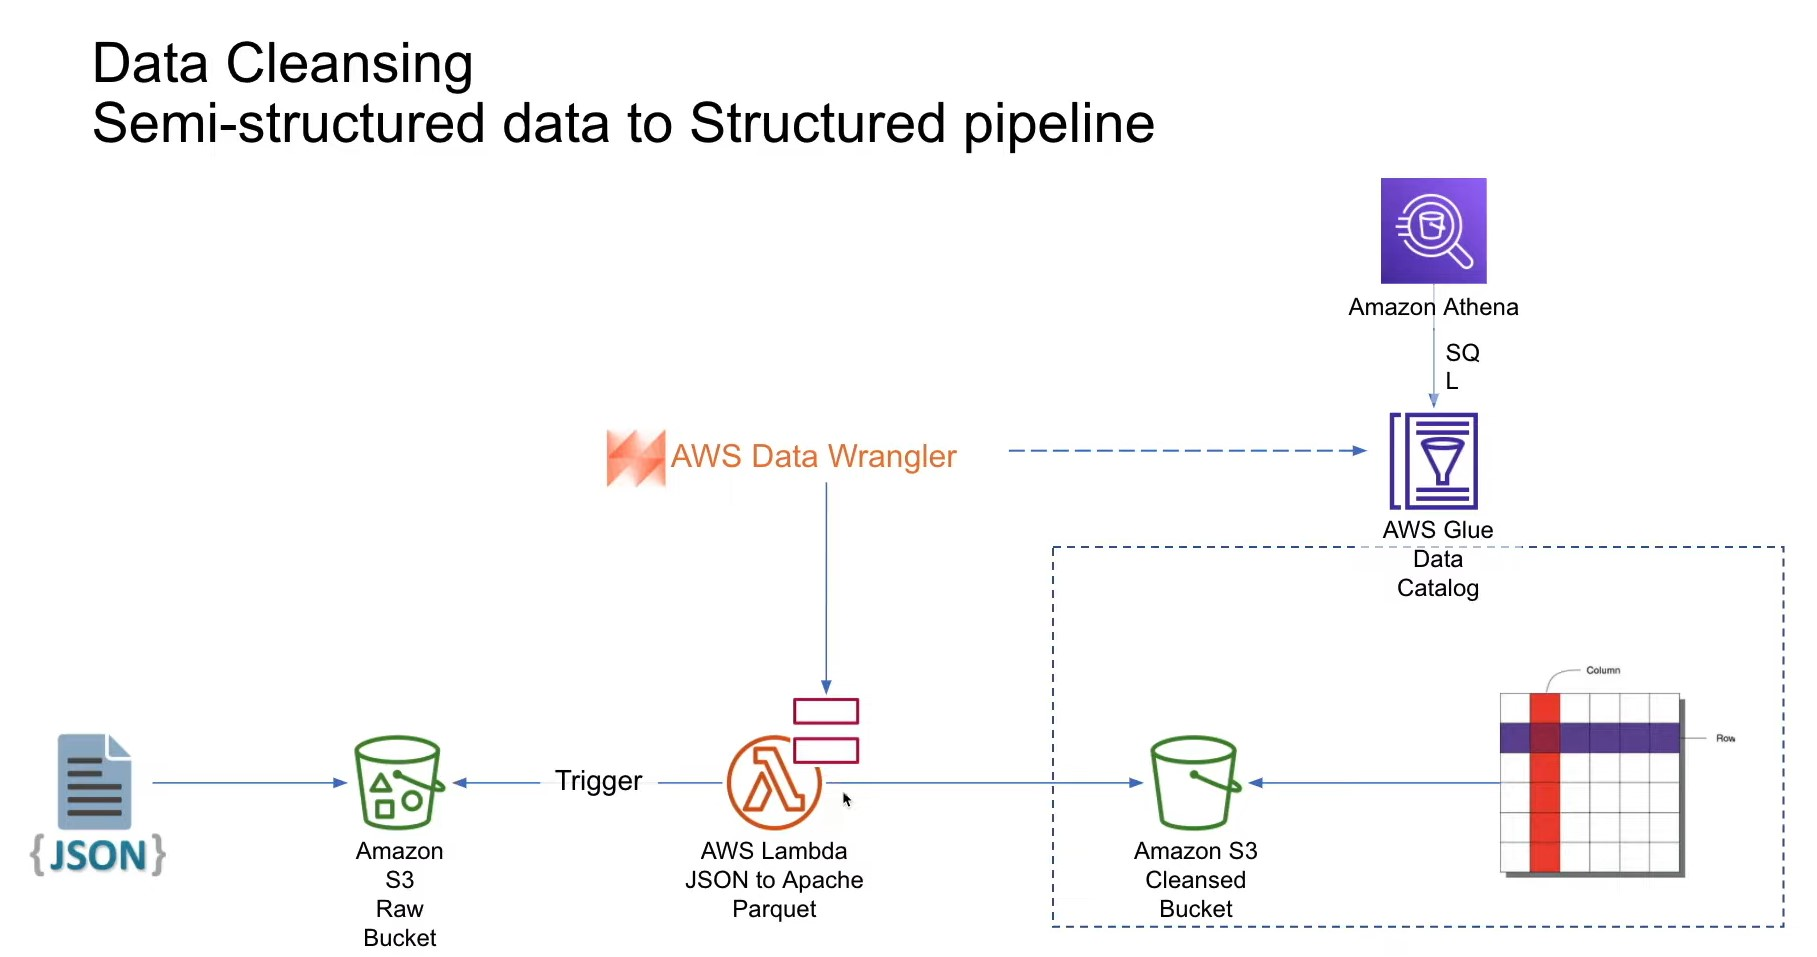 Data Cleansing
Semi-structured data to Structured pipeline
Amazon Athena
SQ
L
AWS Data Wrangler
AWS Glue
Data
Catalog
Column
Row
{JSON}
Trigger
Amazon
S3
Raw
Bucket
AWS Lambda
JSON to Apache
Parquet
Amazon S3
Cleansed
Bucket